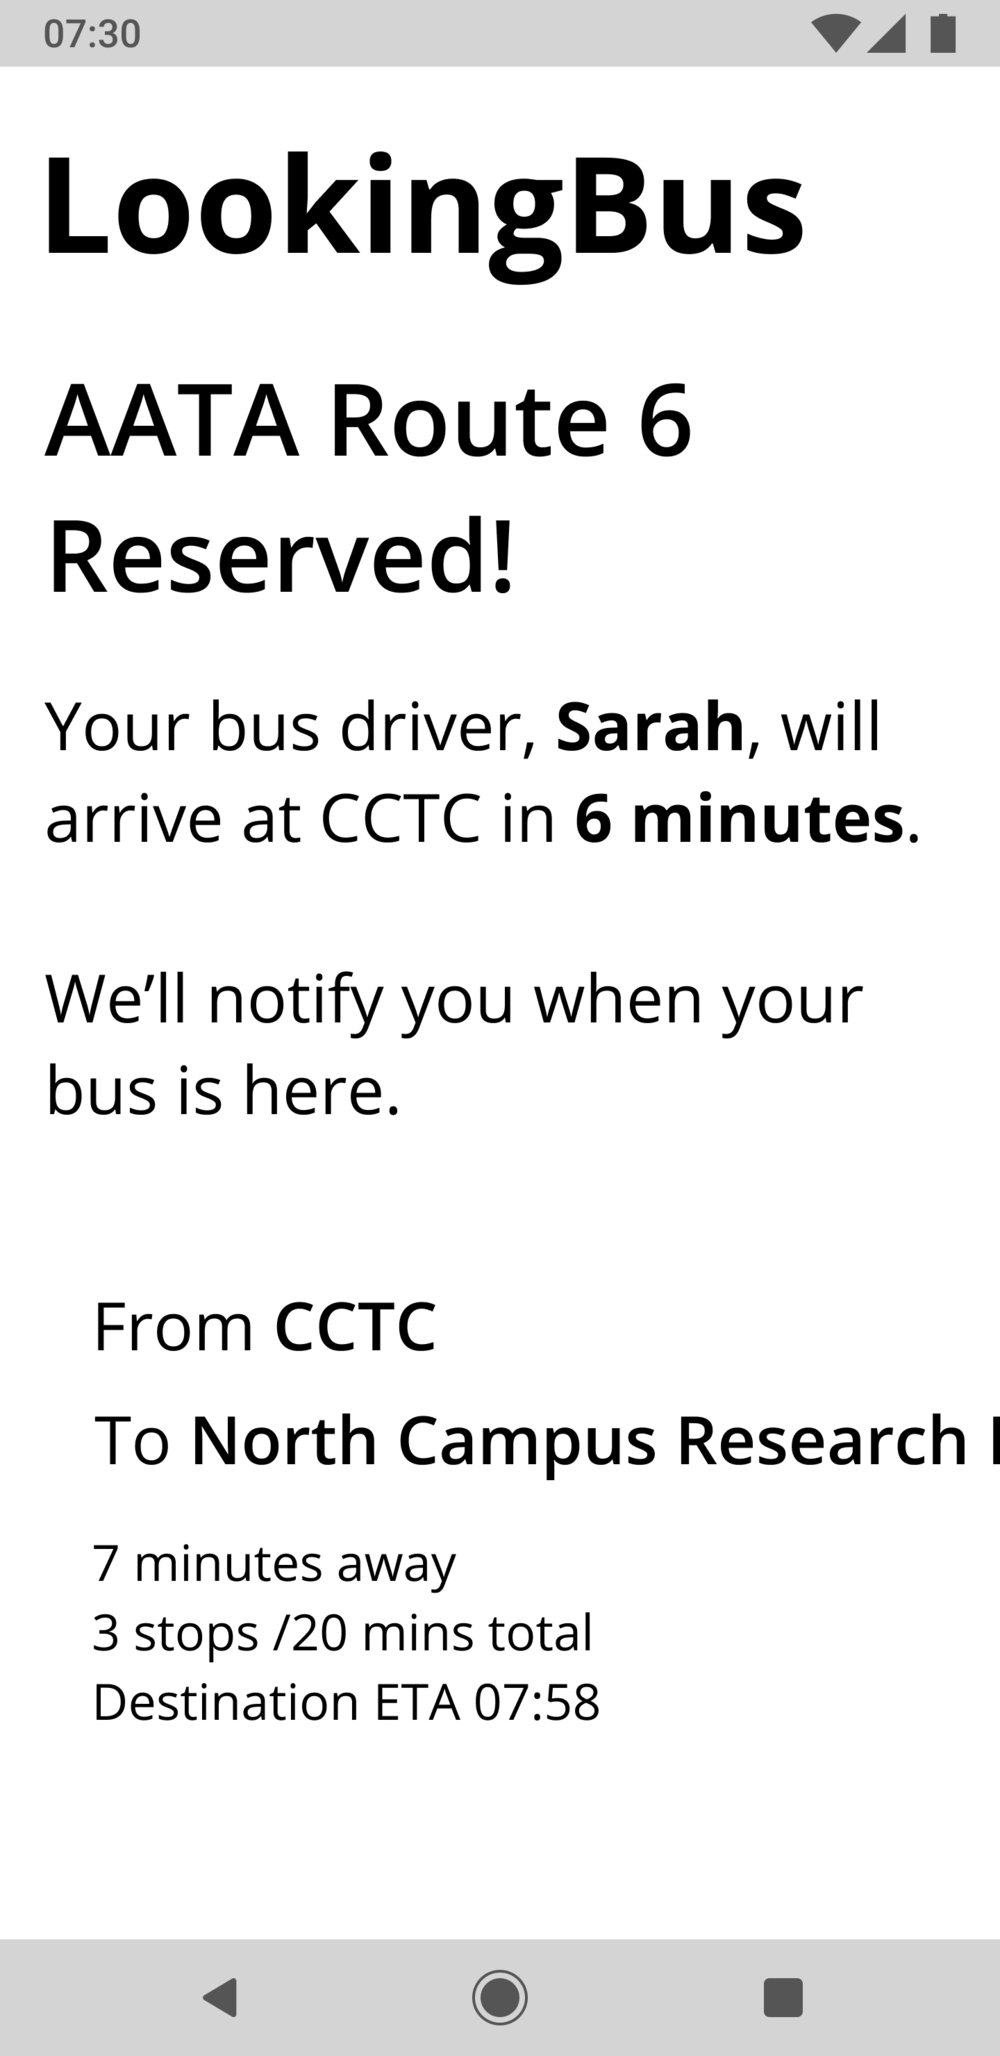 07:30
LookingBus
AATA Route 6
Reserved!
Your bus driver, Sarah, will
arrive at CCTC in 6 minutes.
We’ll notify you when your
bus is here.
From CCTC
To North Campus Research
7 minutes away
3 stops /20 mins total
Destination ETA 07:58